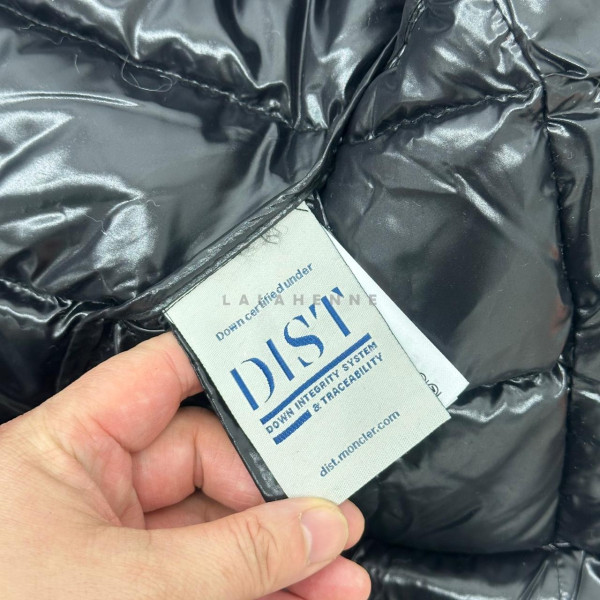 LALAHENNE
Down certified under
DIST
DOWN INTEGRITY SYSTEM
& TRACEABILITY
dist.moncler.com